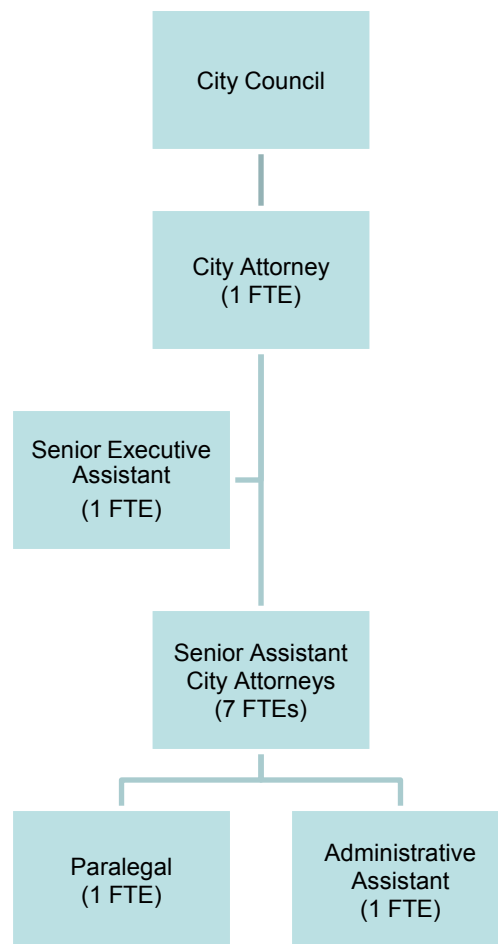 City Council
City Attorney
(1 FTE)
Senior Executive
Assistant
(1 FTE)
Senior Assistant
City Attorneys
(7 FTEs)
Paralegal
(1 FTE)
Administrative
Assistant
(1 FTE)